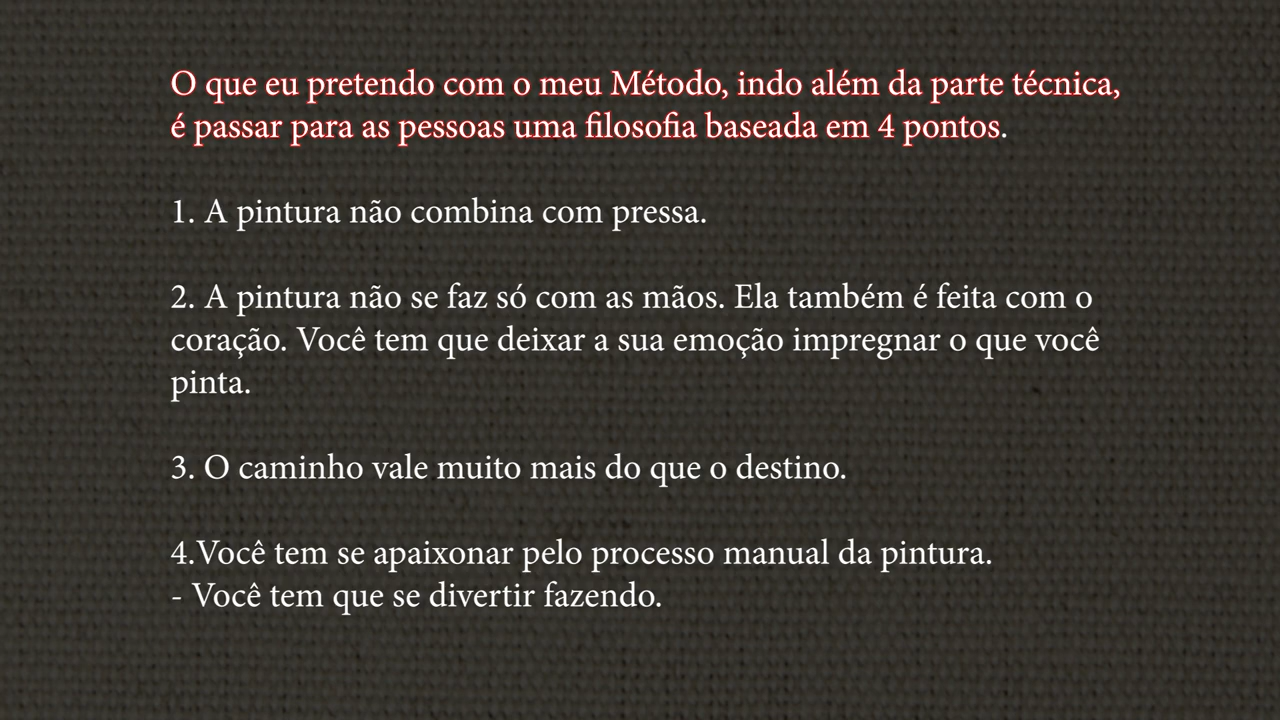 O que eu pretendo com o meu Método, indo além da parte técnica,
é passar para as pessoas uma filosofia baseada em 4 pontos.
1. A pintura não combina com pressa.
2. A pintura não se faz só com as mãos. Ela também é feita com o
coração. Você tem que deixar a sua emoção impregnar o que você
pinta.
3. O caminho vale muito mais do que o destino.
4.Você tem se apaixonar pelo processo manual da pintura.
- Você tem que se divertir fazendo.